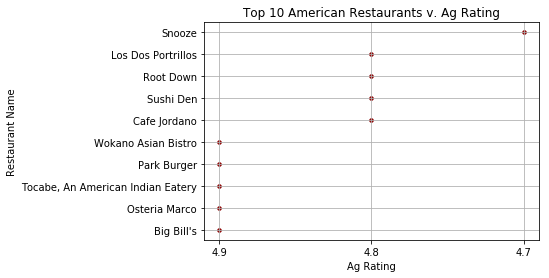 Top 10 American Restaurants v. Ag Rating
Restaurant Name
Snooze
Los Dos Portrillos
Root Down
Sushi Den
Cafe Jordano
Wokano Asian Bistro
Park Burger
Tocabe, An American Indian Eatery
Osteria Marco
Big Bill's
4.9 4.8 4.7
Ag Rating